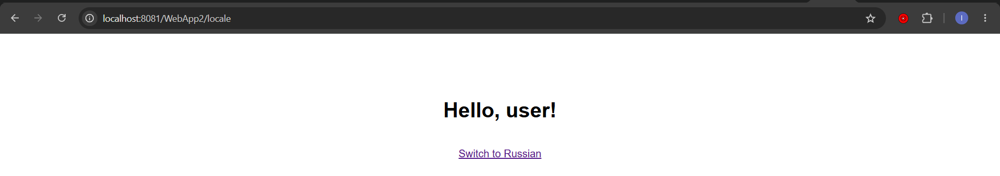 localhost:8081/WebApp2/locale
I
Hello, user!
Switch to Russian